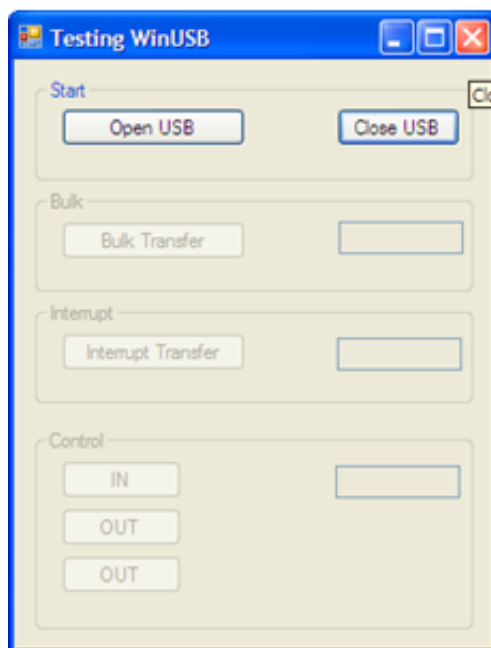 Testing WinUSB
Start
Open USB
Close USB
Bulk
Bulk Transfer
Interrupt
Interrupt Transfer
Control
IN
OUT
OUT